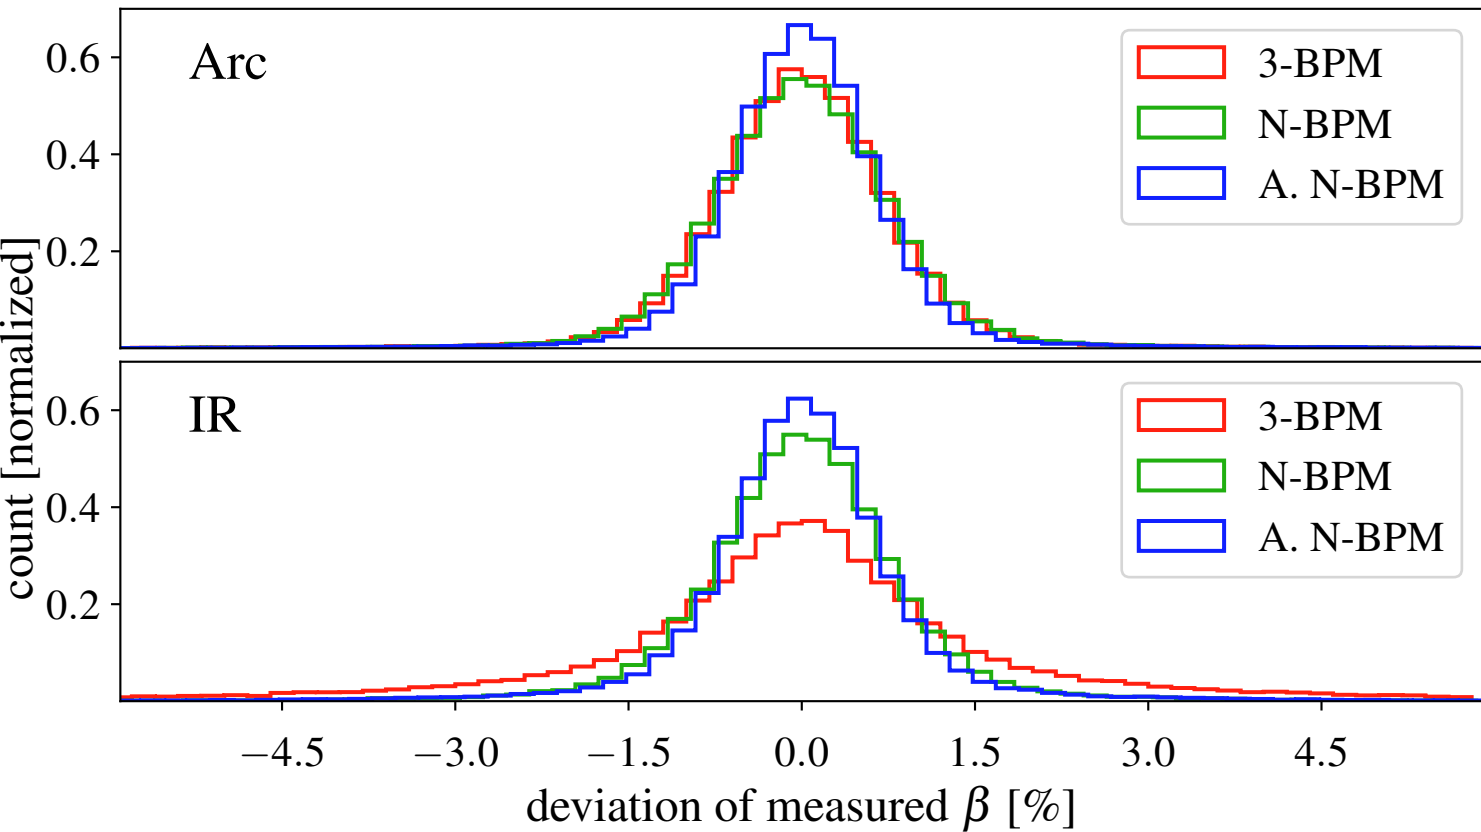 count [normalized]
Arc
0.6
0.4
0.2
3-BPM
N-BPM
A. N-BPM
IR
0.6
0.4
0.2
3-BPM
N-BPM
A. N-BPM
−4.5 −3.0 −1.5 0.0 1.5 3.0 4.5
deviation of measured β [%]